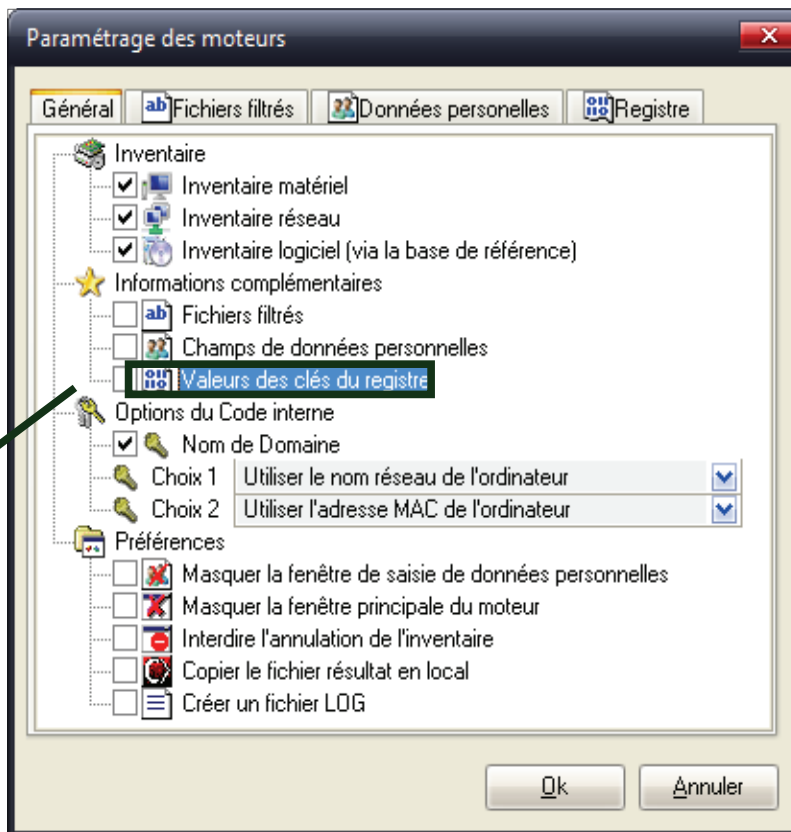 Paramétrage des moteurs
Général Fichiers filtrés Données personelles Registre
Inventaire
Inventaire matériel
Inventaire réseau
Inventaire logiciel (via la base de référence)
Informations complémentaires
Fichiers filtrés
Champs de données personnelles
Valeurs des clés du registre
Options du Code interne
Nom de Domaine
Choix 1 Utiliser le nom réseau de l'ordinateur
Choix 2 Utiliser l'adresse MAC de l'ordinateur
Préférences
Masquer la fenêtre de saisie de données personnelles
Masquer la fenêtre principale du moteur
Interdire l'annulation de l'inventaire
Copier le fichier résultat en local
Créer un fichier LOG
Ok Annuler